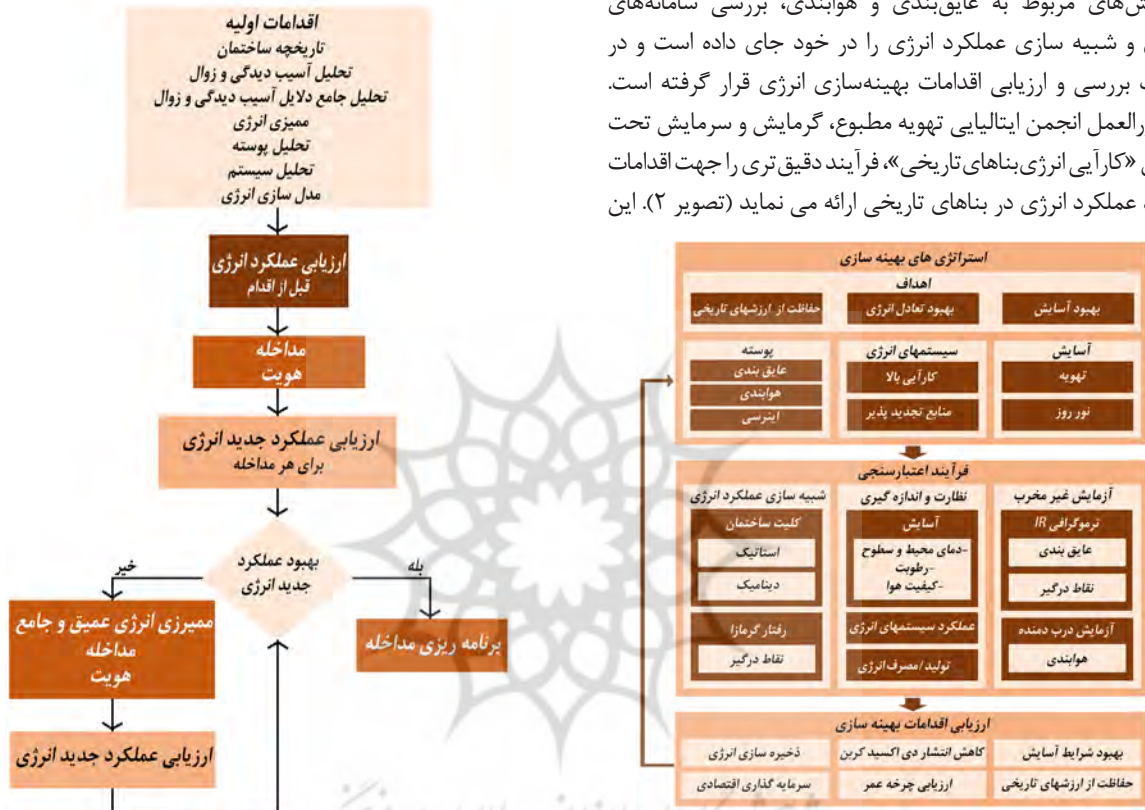 های مربوط به عایق‌بندی و هوابندی، بررسی سامانه‌های
و شبیه سازی عملکرد انرژی را در خود جای داده است و در
بررسی و ارزیابی اقدامات بهینه‌سازی انرژی قرار گرفته است.
انجمن ایتالیایی تهویه مطبوع، گرمایش و سرمایش تحت
«کارآیی انرژی بناهای تاریخی»، فرآیند دقیق تری را جهت اقدامات
عملکرد انرژی در بناهای تاریخی ارائه می نماید (تصویر ۲). این
استراتژی های بهینه سازی
اهداف
بهبود آسایش
بهبود تعادل انرژی
حفاظت از ارزشهای تاریخی
آسایش
تهویه
نور روز
سیستمهای انرژی
کارآیی بالا
منابع تجدید پذیر
پوسته
عایق بندی
هوابندی
اینرسی
فرآیند اعتبارسنجی
آزمایش غیر مخرب
ترموگرافی IR
عایق بندی
نقاط درگیر
آزمایش درب دمنده
هوابندی
نظارت و اندازه گیری
آسایش
-دمای محیط و سطوح
-رطوبت
-کیفیت هوا
عملکرد سیستمهای انرژی
تولید/مصرف انرژی
شبیه سازی عملکرد انرژی
کلیت ساختمان
استاتیک
دینامیک
رفتار گرمازا
نقاط درگیر
ارزیابی اقدامات بهینه سازی
بهبود شرایط آسایش
کاهش انتشار دی اکسید کربن
ذخیره سازی انرژی
حفاظت از ارزشهای تاریخی
ارزیابی چرخه عمر
سرمایه گذاری اقتصادی
اقدامات اولیه
تاریخچه ساختمان
تحلیل آسیب دیدگی و زوال
تحلیل جامع دلایل آسیب دیدگی و زوال
ممیزی انرژی
تحلیل پوسته
تحلیل سیستم
مدل سازی انرژی
ارزیابی عملکرد انرژی
قبل از اقدام
مداخله
هویت
ارزیابی عملکرد جدید انرژی
برای هر مداخله
بهبود عملکرد
جدید انرژی
بله
خیر
برنامه ریزی مداخله
ممیرزی انرژی عمیق و جامع
مداخله
هویت
ارزیابی عملکرد جدید انرژی